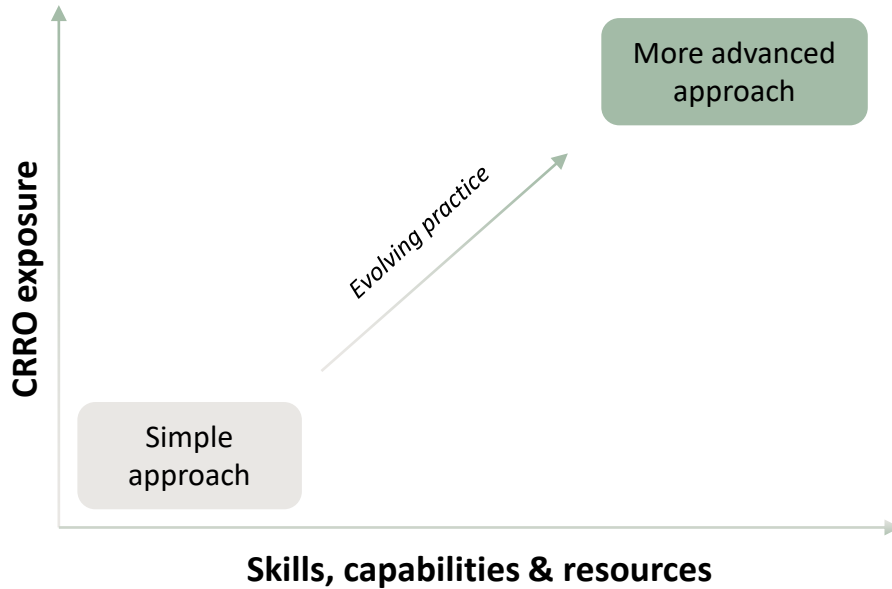 More advanced
approach
Evolving practice
CRRO exposure
Simple
approach
Skills, capabilities & resources